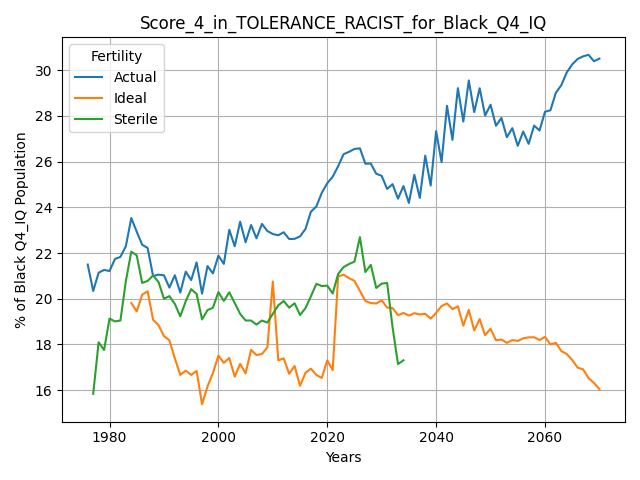 Score_4_in_TOLERANCE_RACIST_for_Black_Q4_IQ
Fertility
Actual
Ideal
Sterile
% of Black Q4_IQ Population
30
28
26
24
22
20
18
16
1980
2000
2020
2040
2060
Years